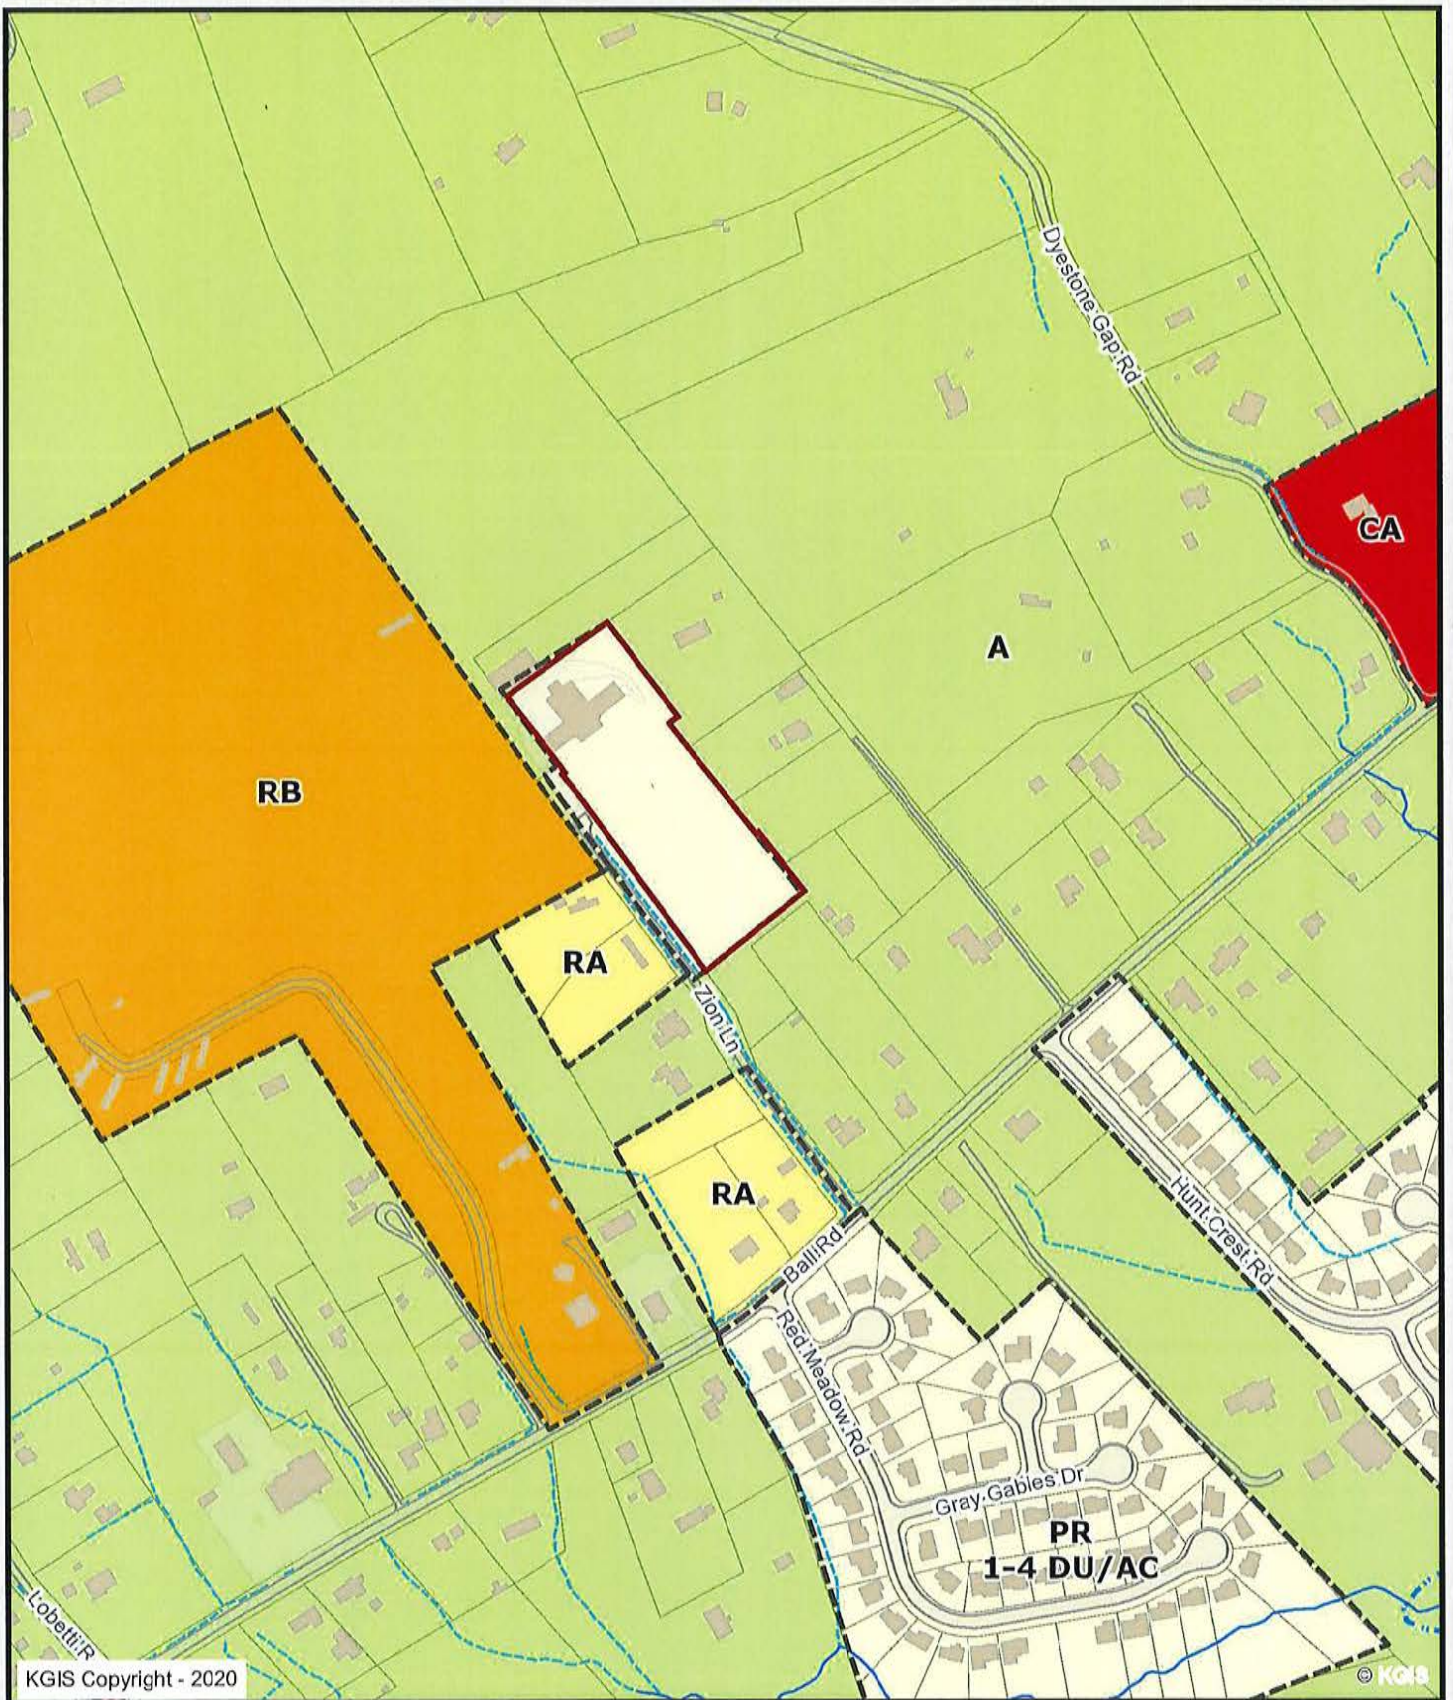 Dyestone Gap Rd
CA
A
RB
RA
Zion Ln
RA
Ball Rd
Hunt Crest Rd
Red Meadow Rd
Gray Gables Dr
PR
1-4 DU/AC
Lobetti R
KGIS Copyright - 2020
© KGIS